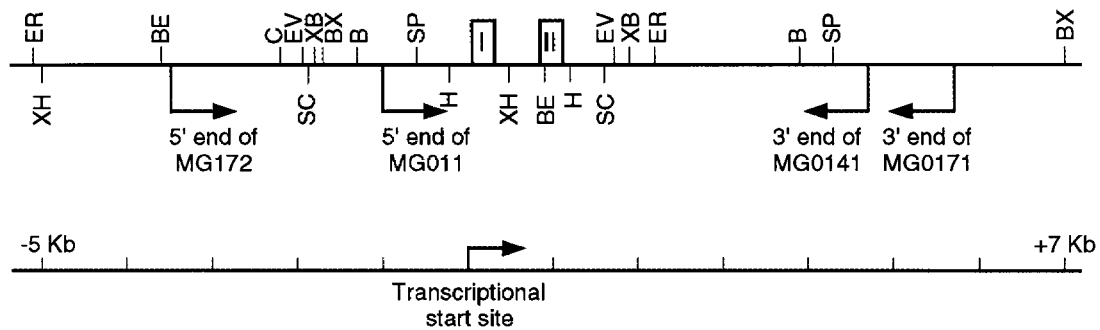 ER
BE
C
EV
XB
BX
B
SP
I
II
EV
XB
ER
B
SP
BX
XH
SC
H
XH
BE
H
SC
5' end of
MG172
5' end of
MG011
3' end of
MG0141
3' end of
MG0171
-5 Kb
+7 Kb
Transcriptional
start site